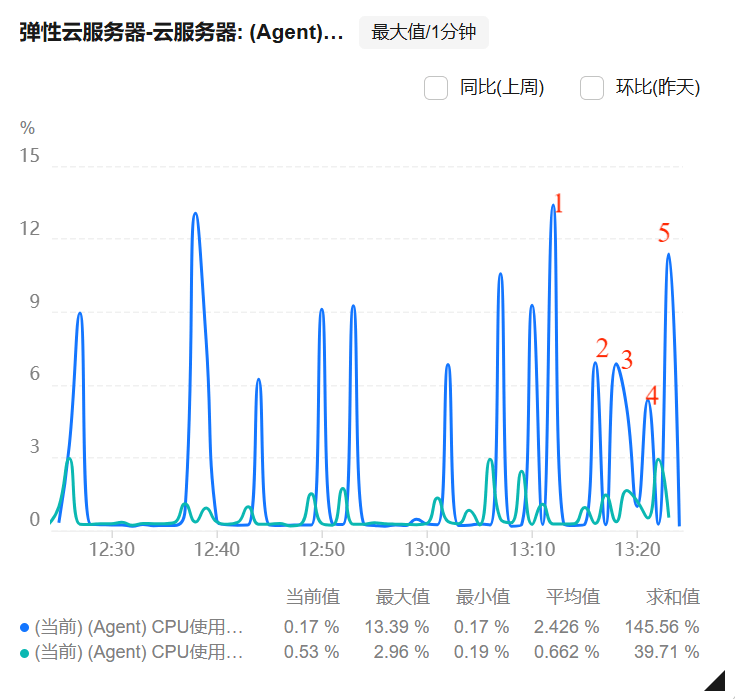 弹性云服务器-云服务器: (Agent)… 最大值/1分钟
同比(上周) 环比(昨天)
%
15
12
9
6
3
0
1
2
3
4
5
12:30 12:40 12:50 13:00 13:10 13:20
当前值 最大值 最小值 平均值 求和值
(当前) (Agent) CPU使用… 0.17 % 13.39 % 0.17 % 2.426 % 145.56 %
(当前) (Agent) CPU使用… 0.53 % 2.96 % 0.19 % 0.662 % 39.71 %